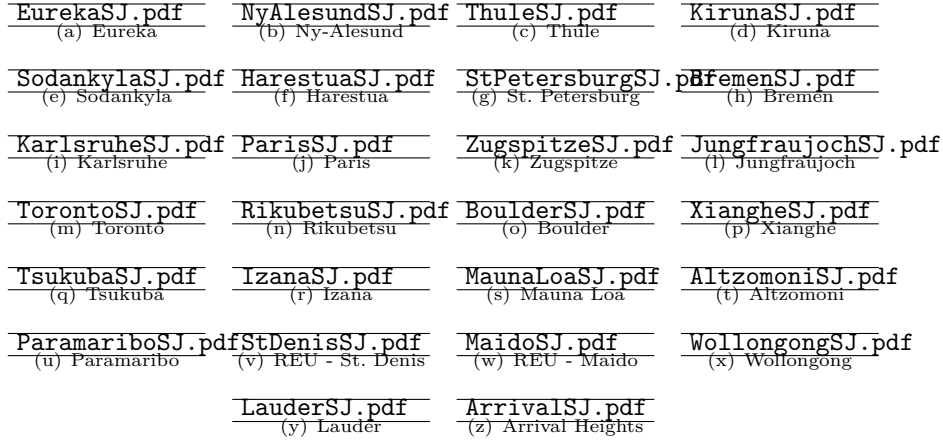 EurekaSJ.pdf NyAlesundSJ.pdf ThuleSJ.pdf KirunaSJ.pdf
(a) Eureka (b) Ny-Alesund (c) Thule (d) Kiruna
SodankylaSJ.pdf HarestuaSJ.pdf StPetersburgSJ.pdf BremenSJ.pdf
(e) Sodankyla (f) Harestua (g) St. Petersburg (h) Bremen
KarlsruheSJ.pdf ParisSJ.pdf ZugspitzeSJ.pdf JungfraujochSJ.pdf
(i) Karlsruhe (j) Paris (k) Zugspitze (l) Jungfraujoch
TorontoSJ.pdf RikubetsuSJ.pdf BoulderSJ.pdf XiangheSJ.pdf
(m) Toronto (n) Rikubetsu (o) Boulder (p) Xianghe
TsukubaSJ.pdf IzanaSJ.pdf MaunaLoaSJ.pdf AltzomoniSJ.pdf
(q) Tsukuba (r) Izana (s) Mauna Loa (t) Altzomoni
ParamariboSJ.pdf StDenisSJ.pdf MaidoSJ.pdf WollongongSJ.pdf
(u) Paramaribo (v) REU - St. Denis (w) REU - Maido (x) Wollongong
LauderSJ.pdf ArrivalSJ.pdf
(y) Lauder (z) Arrival Heights